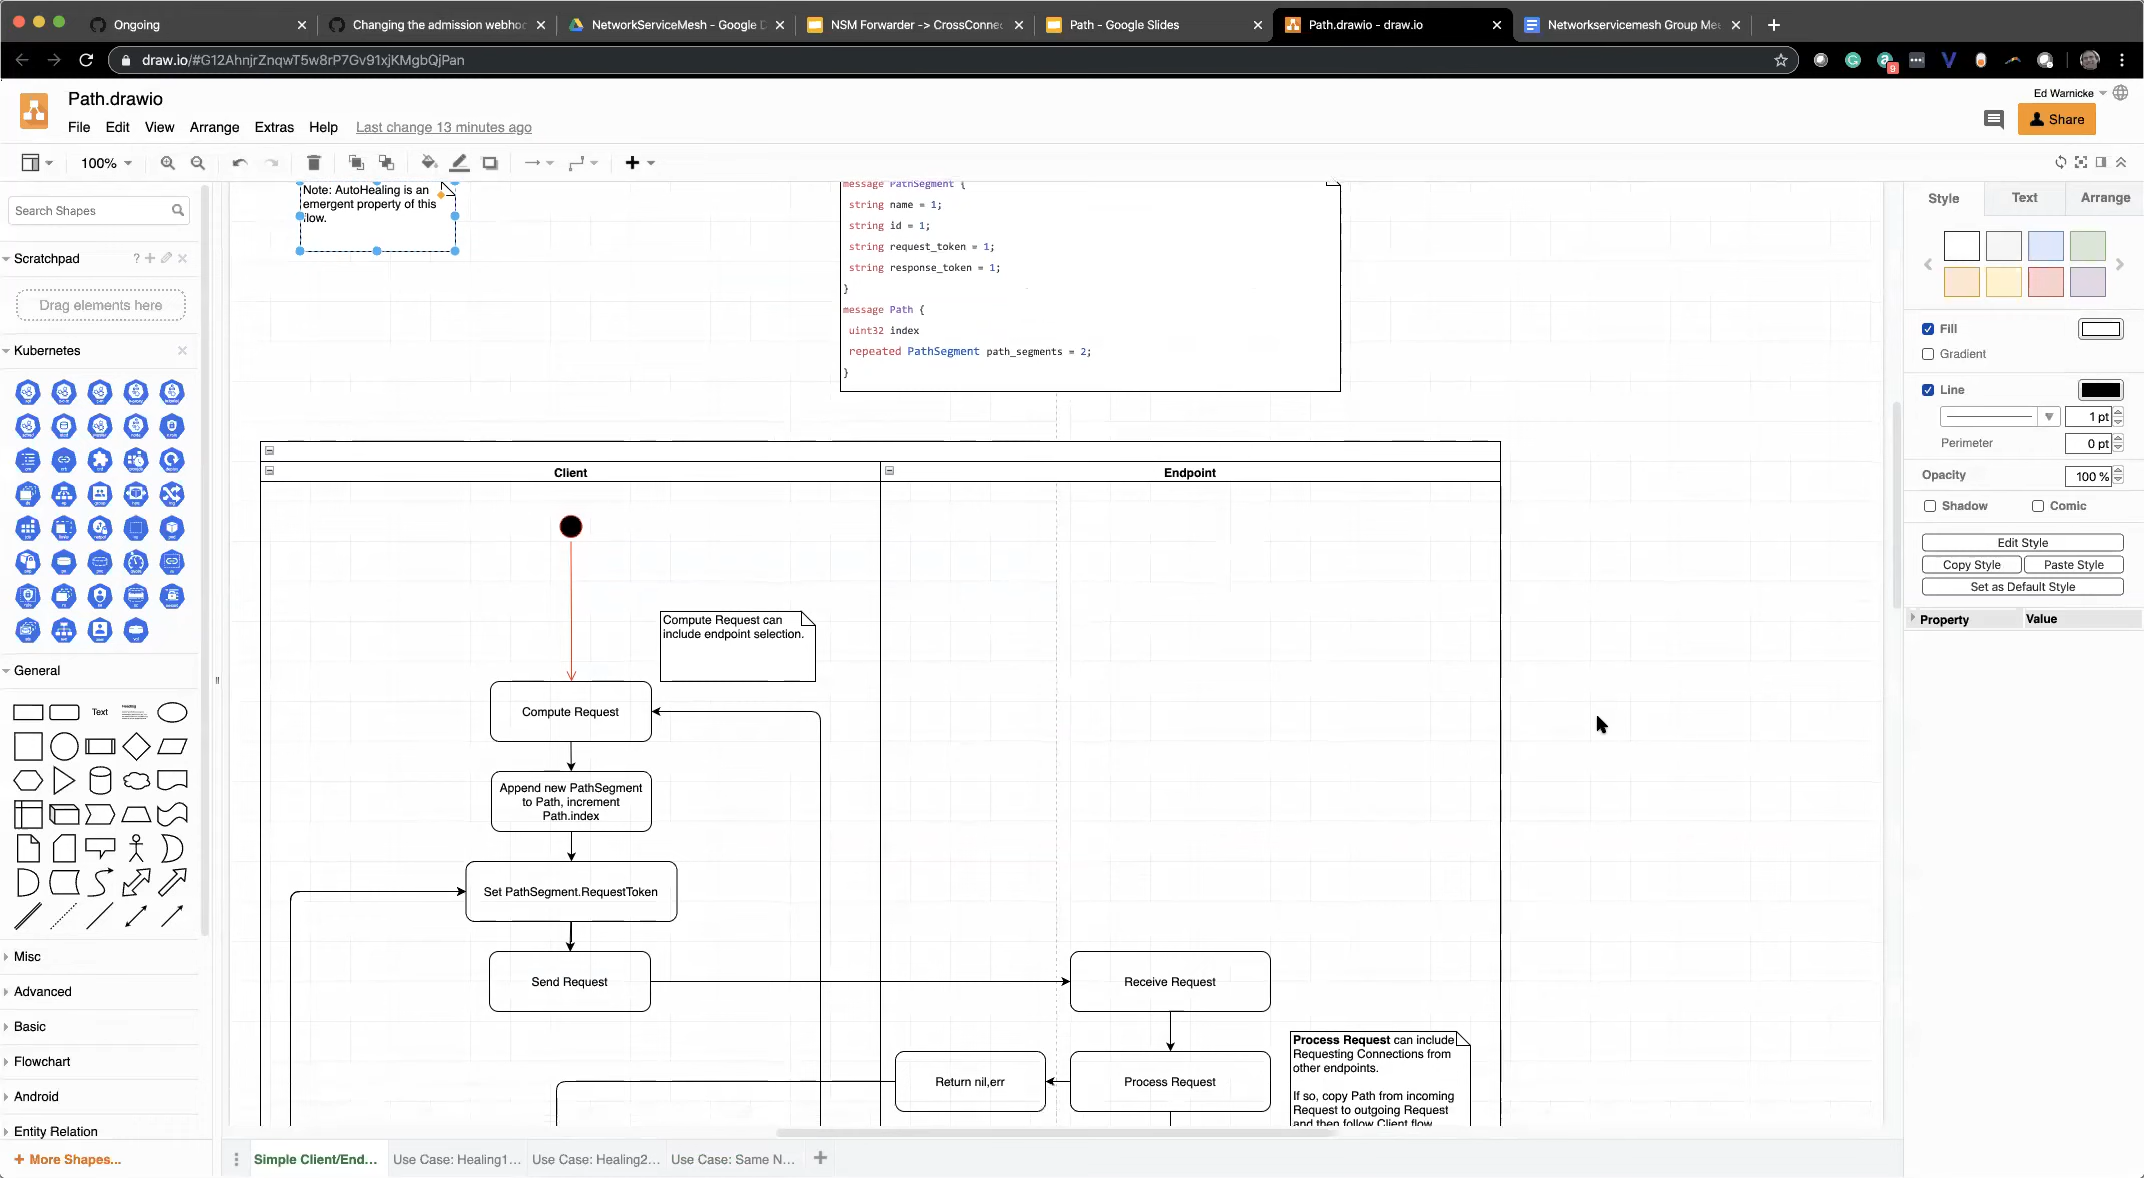 Ongoing
Changing the admission webho
NetworkServiceMesh - Google D
NSM Forwarder -> CrossConnec
Path - Google Slides
Path.drawio - draw.io
Networkservicemesh Group Mee
draw.io/#G12AhnjrZnqwT5w8rP7Gv91xjKMgbQjPan
9
Path.drawio
Ed Warnicke
File Edit View Arrange Extras Help Last change 13 minutes ago
Share
100%
Search Shapes
Scratchpad
?
Drag elements here
Kubernetes
General
Text
Heading
Misc
Advanced
Basic
Flowchart
Android
Entity Relation
+ More Shapes...
Note: AutoHealing is an
emergent property of this
flow.
message PathSegment {
string name = 1;
string id = 1;
string request_token = 1;
string response_token = 1;
}
message Path {
uint32 index
repeated PathSegment path_segments = 2;
}
Client
Endpoint
Compute Request can
include endpoint selection.
Compute Request
Append new PathSegment
to Path, increment
Path.index
Set PathSegment.RequestToken
Send Request
Receive Request
Return nil,err
Process Request
Process Request can include
Requesting Connections from
other endpoints.
If so, copy Path from incoming
Request to outgoing Request
and then follow Client flow
Simple Client/End...
Use Case: Healing1...
Use Case: Healing2...
Use Case: Same N...
Style
Text
Arrange
Fill
Gradient
Line
1 pt
Perimeter
0 pt
Opacity
100 %
Shadow
Comic
Edit Style
Copy Style
Paste Style
Set as Default Style
Property
Value